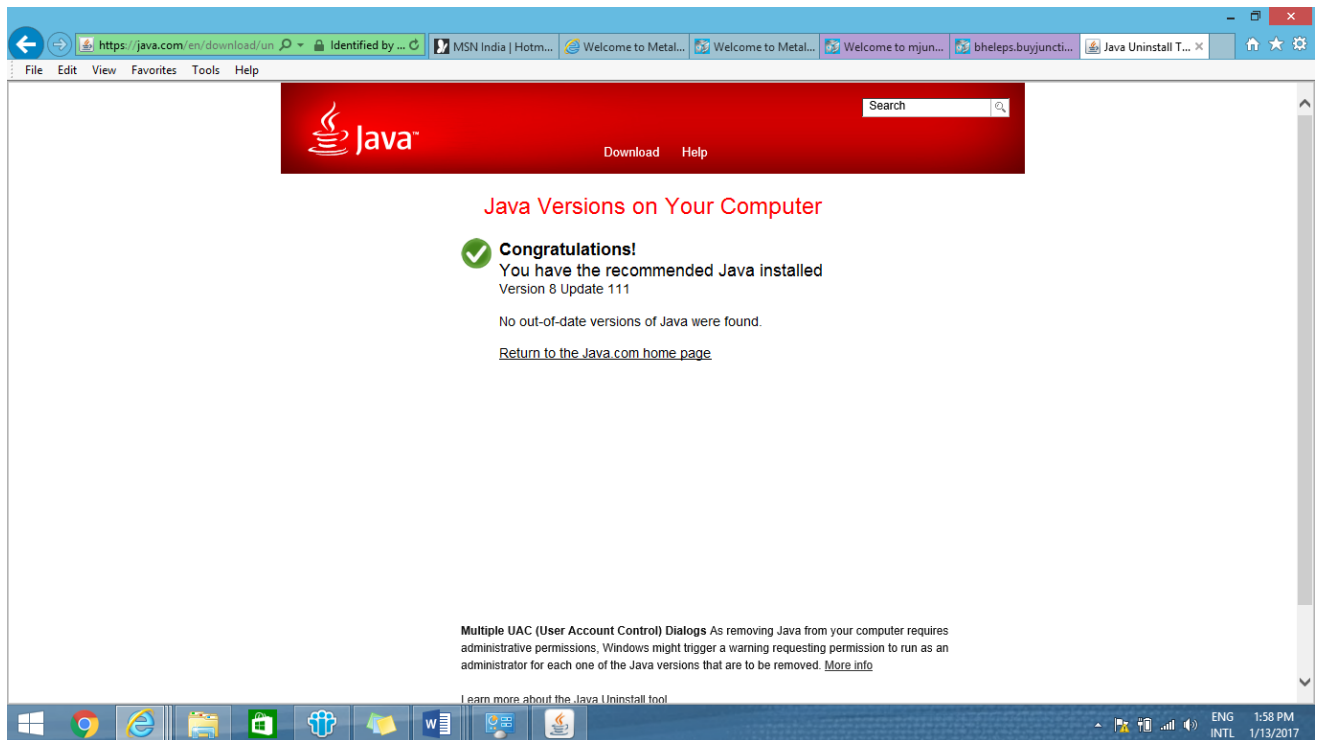 https://java.com/en/download/un
Identified by ...
MSN India | Hotm...
Welcome to Metal...
Welcome to Metal...
Welcome to mjun...
bheleps.buyjuncti...
Java Uninstall T...
File Edit View Favorites Tools Help
Java™
Search
Download Help
Java Versions on Your Computer
Congratulations!
You have the recommended Java installed
Version 8 Update 111
No out-of-date versions of Java were found.
Return to the Java.com home page
Multiple UAC (User Account Control) Dialogs As removing Java from your computer requires
administrative permissions, Windows might trigger a warning requesting permission to run as an
administrator for each one of the Java versions that are to be removed. More info
Learn more about the Java Uninstall tool
ENG 1:58 PM
INTL 1/13/2017